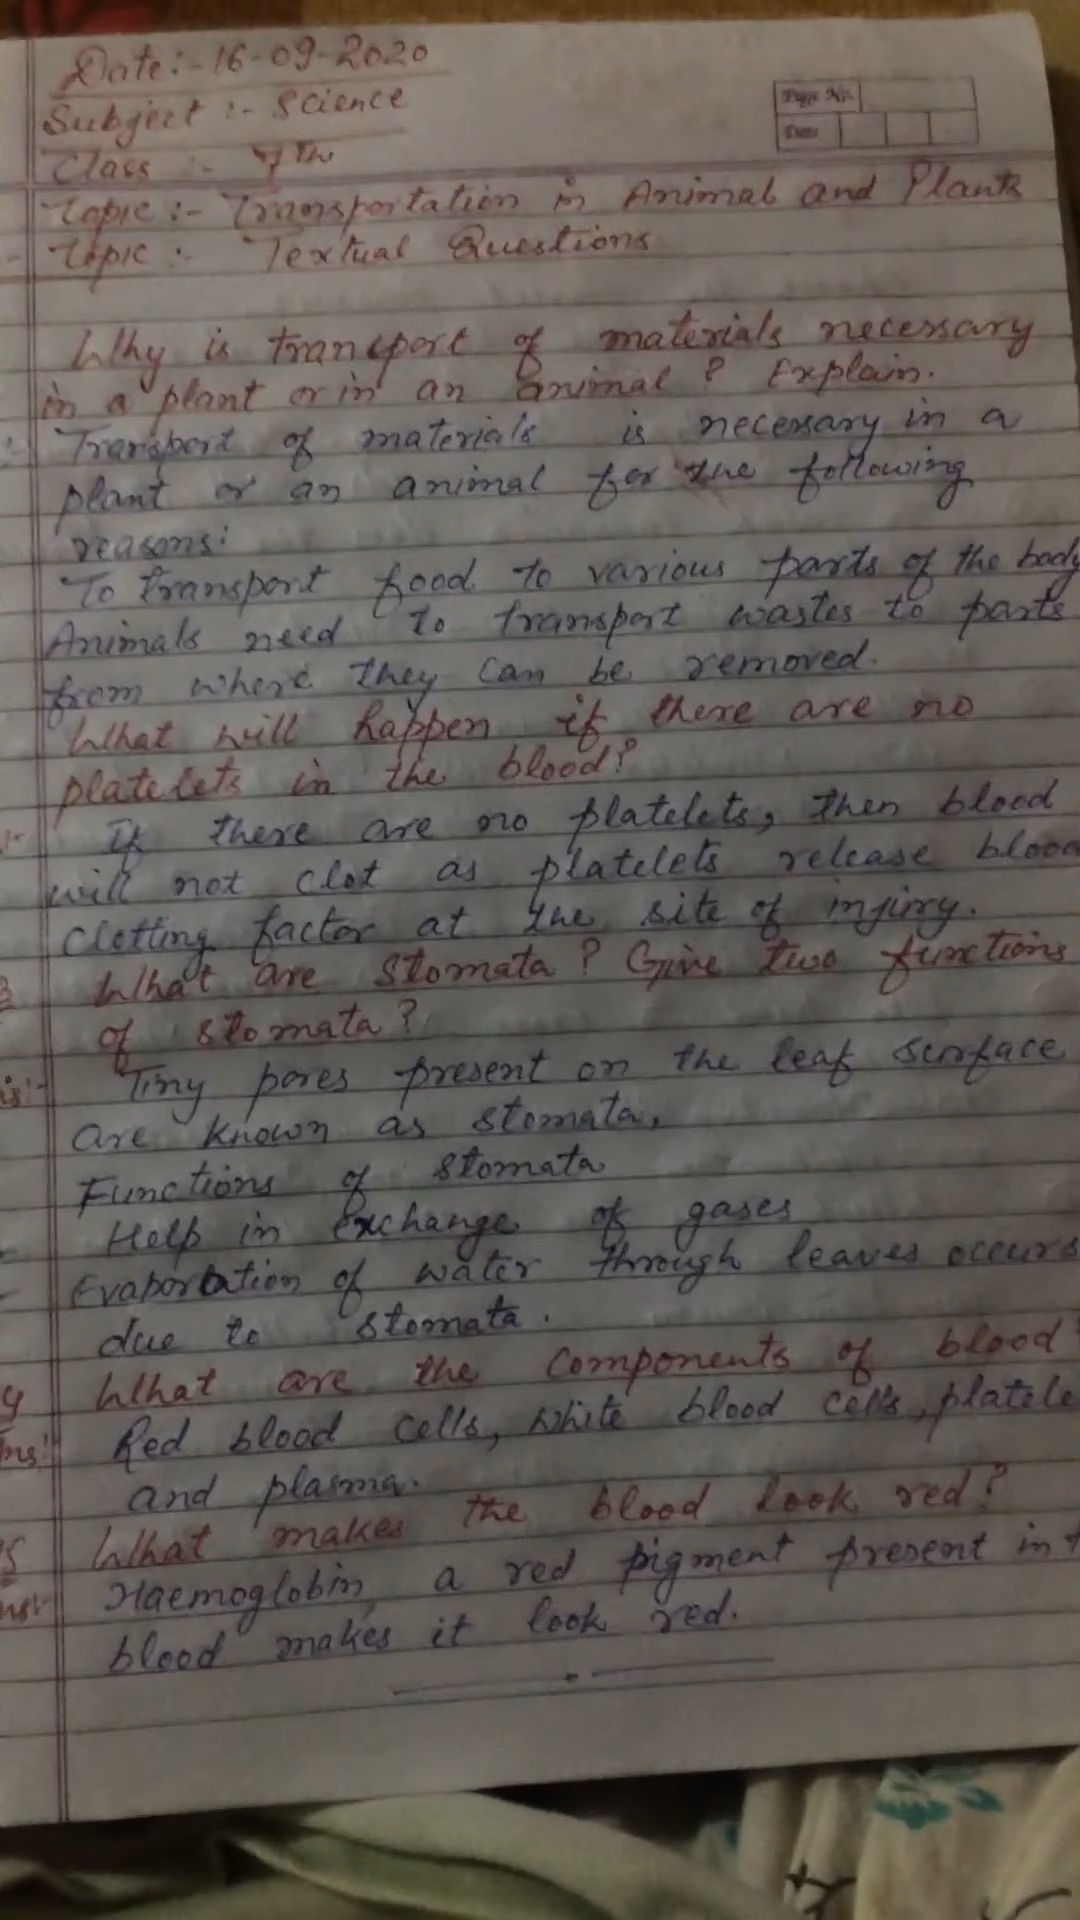 Date:- 16-09-2020
Subject :- Science
Page No.
Date
Class :- 7th
Topic:- Transportation in Animal and Plants
Topic :- Textual Questions
Why is transport of materials necessary
in a plant or in an animal? Explain.
Transport of materials is necessary in a
plant or an animal for the following
reasons:
To transport food to various parts of the body
Animals need to transport wastes to parts
from where they can be removed.
What will happen if there are no
platelets in the blood?
If there are no platelets, then blood
will not clot as platelets release blood
clotting factor at the site of injury.
3 What are stomata? Give two functions
of stomata?
Tiny pores present on the leaf surface
are known as stomata,
Functions of stomata
Help in Exchange of gases
Evaporation of water through leaves occurs
due to stomata.
4 What are the components of blood
ns:- Red blood cells, white blood cells, platele
and plasma.
5 What makes the blood look red?
Haemoglobin, a red pigment present in t
blood makes it look red.